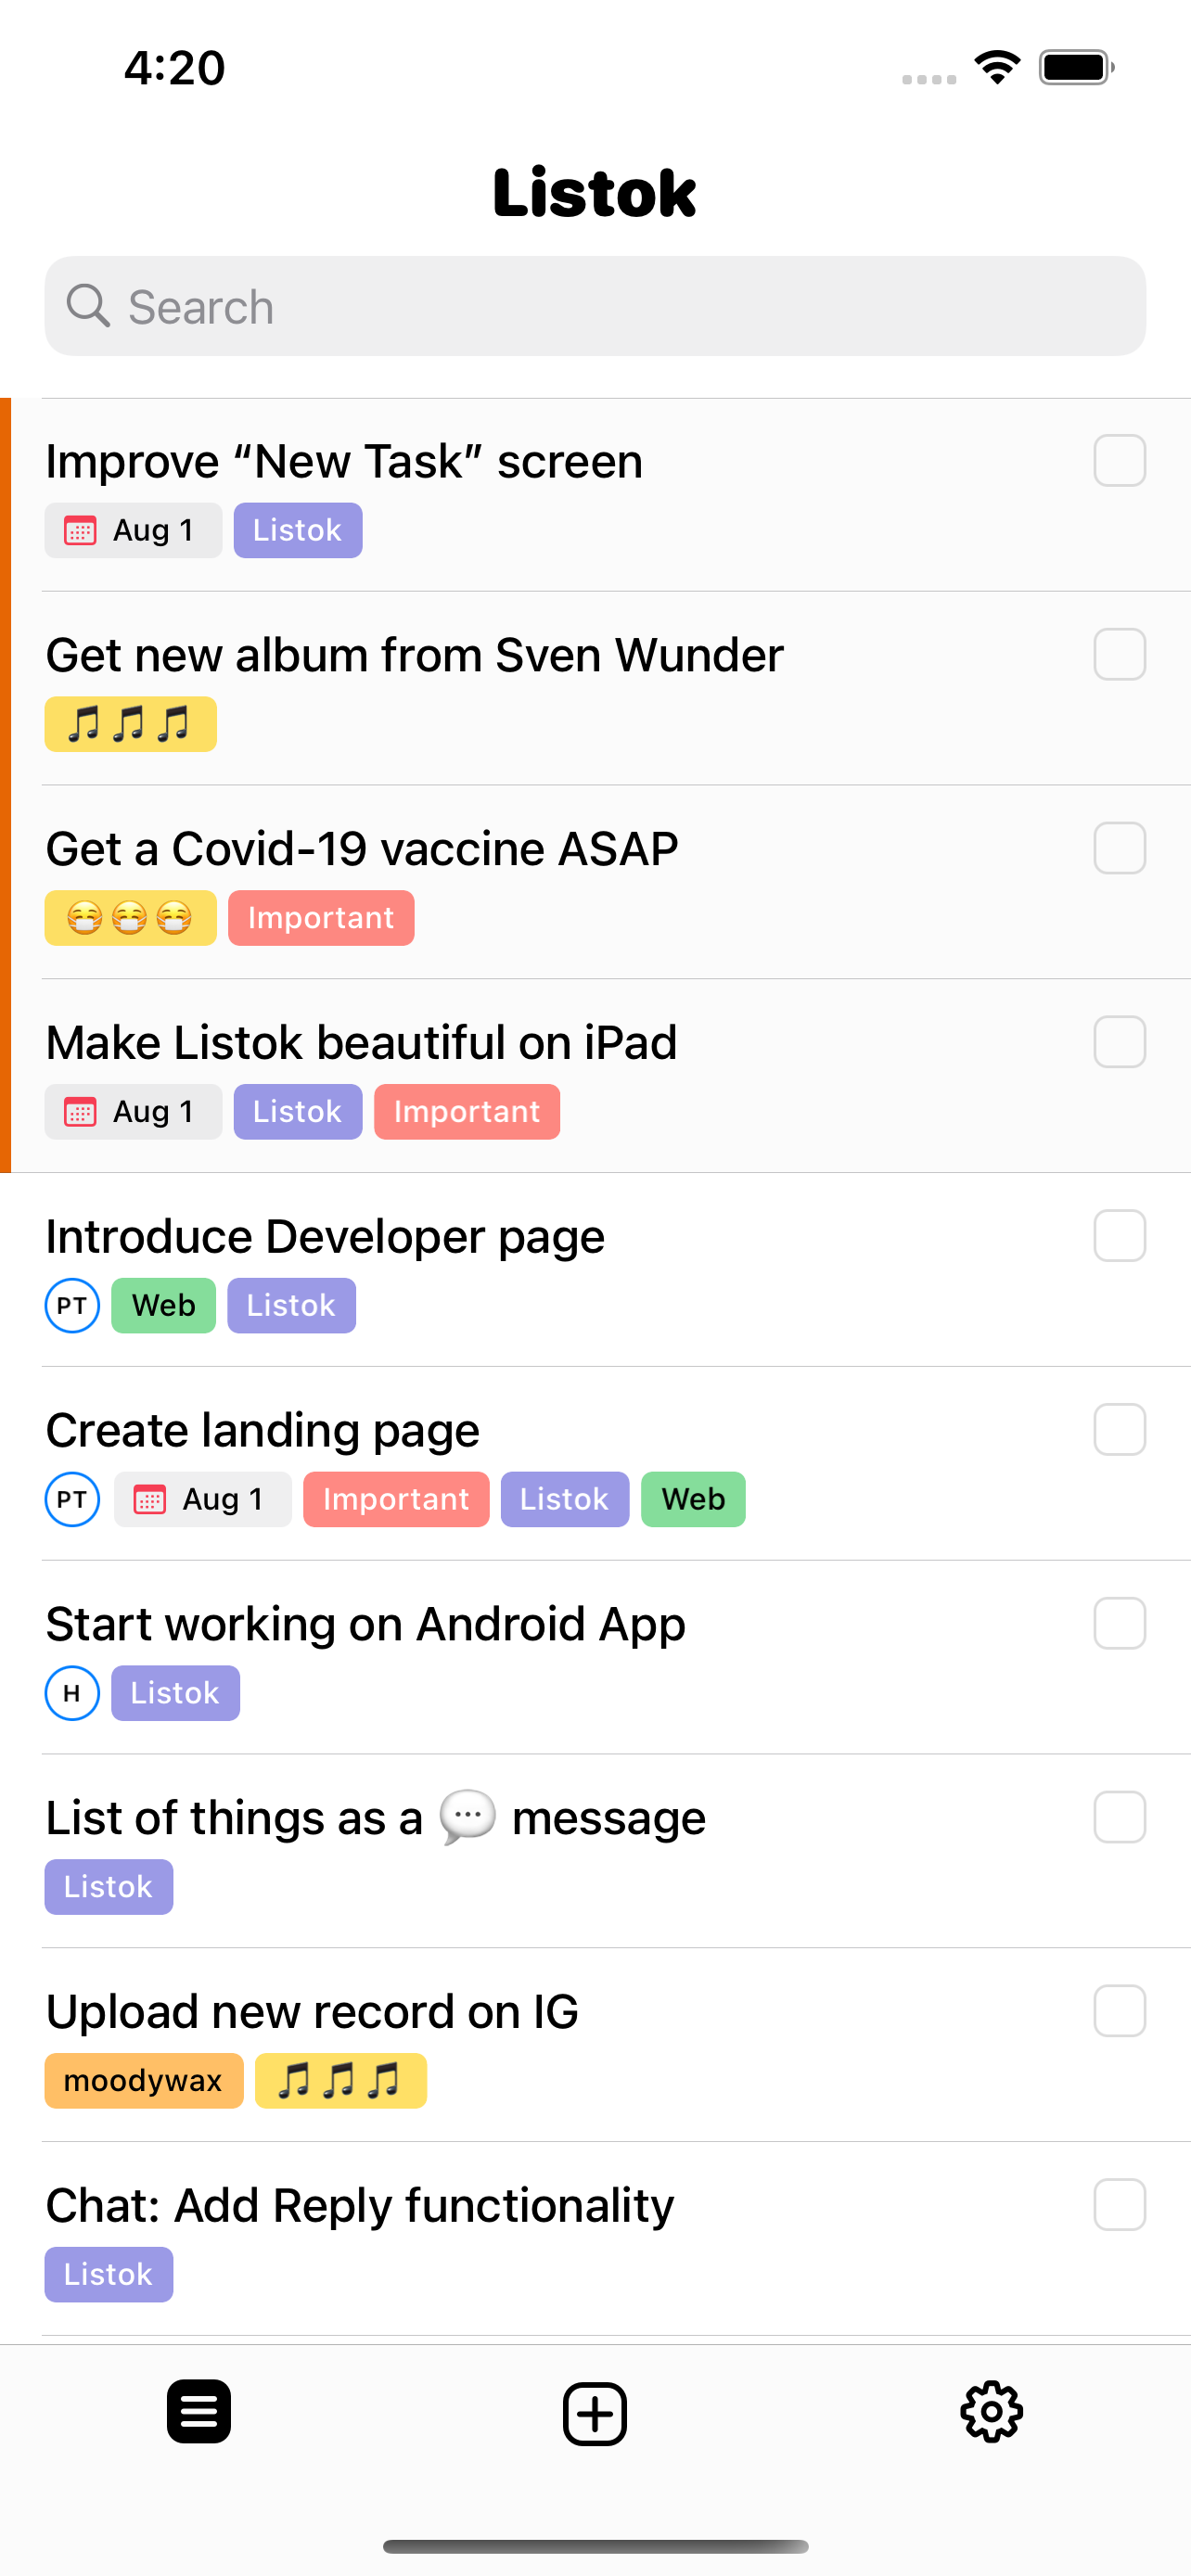 4:20
Listok
Search
Improve “New Task” screen
Aug 1 Listok
Get new album from Sven Wunder
🎵🎵🎵
Get a Covid-19 vaccine ASAP
😷😷😷 Important
Make Listok beautiful on iPad
Aug 1 Listok Important
Introduce Developer page
PT Web Listok
Create landing page
PT Aug 1 Important Listok Web
Start working on Android App
H Listok
List of things as a 💬 message
Listok
Upload new record on IG
moodywax 🎵🎵🎵
Chat: Add Reply functionality
Listok